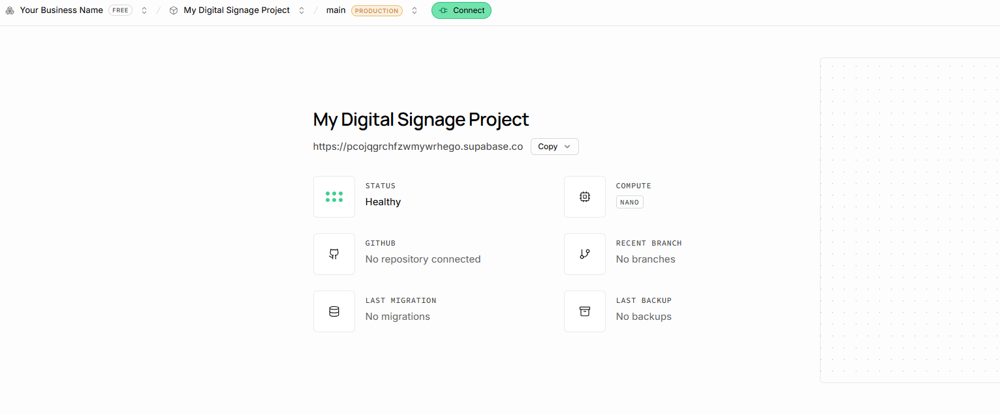 Your Business Name FREE / My Digital Signage Project / main PRODUCTION Connect
My Digital Signage Project
https://pcojqgrchfzwmywrhego.supabase.co Copy
STATUS
Healthy
COMPUTE
NANO
GITHUB
No repository connected
RECENT BRANCH
No branches
LAST MIGRATION
No migrations
LAST BACKUP
No backups